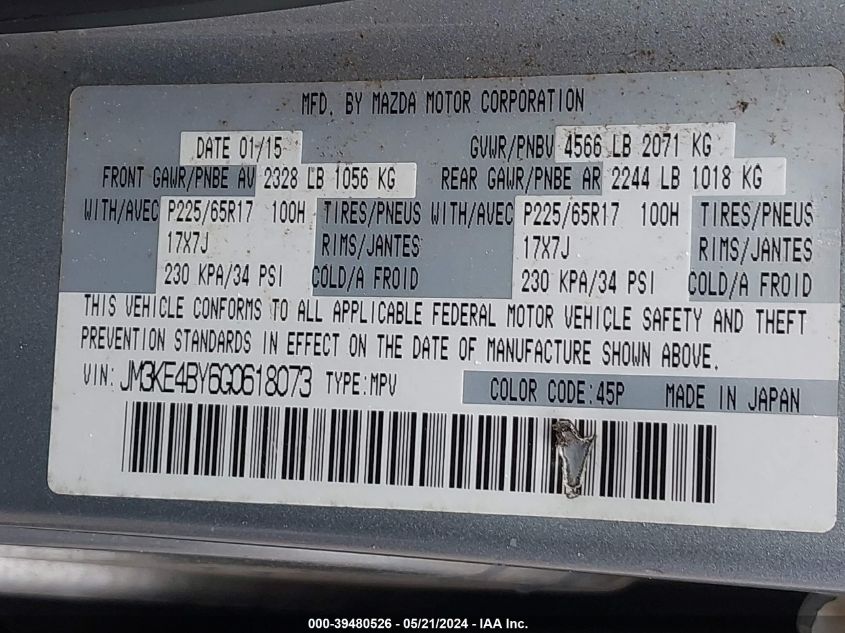 MFD. BY MAZDA MOTOR CORPORATION
DATE 01/15 GVWR/PNBV 4566 LB 2071 KG
FRONT GAWR/PNBE AV 2328 LB 1056 KG REAR GAWR/PNBE AR 2244 LB 1018 KG
WITH/AVEC P225/65R17 100H TIRES/PNEUS WITH/AVEC P225/65R17 100H TIRES/PNEUS
17X7J RIMS/JANTES 17X7J RIMS/JANTES
230 KPA/34 PSI COLD/A FROID 230 KPA/34 PSI COLD/A FROID
THIS VEHICLE CONFORMS TO ALL APPLICABLE FEDERAL MOTOR VEHICLE SAFETY AND THEFT
PREVENTION STANDARDS IN EFFECT ON THE DATE OF MANUFACTURE SHOWN ABOVE.
VIN: JM3KE4BY6G0618073 TYPE:MPV COLOR CODE:45P MADE IN JAPAN
000-39480526 - 05/21/2024 - IAA Inc.